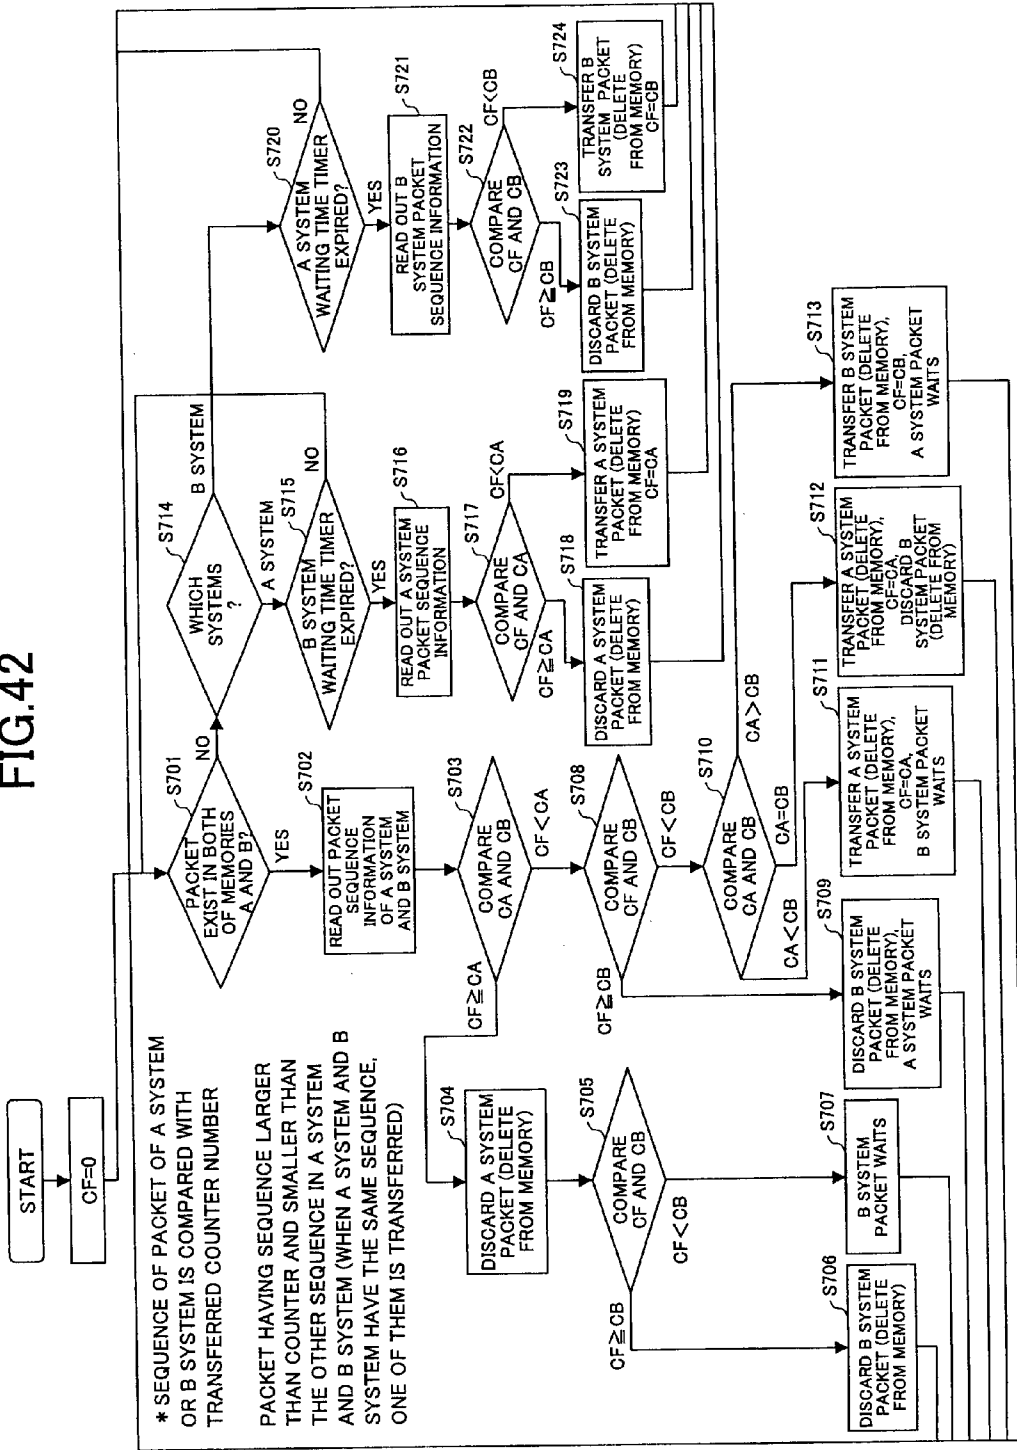 FIG.42
START
CF=0
* SEQUENCE OF PACKET OF A SYSTEM
OR B SYSTEM IS COMPARED WITH
TRANSFERRED COUNTER NUMBER
PACKET HAVING SEQUENCE LARGER
THAN COUNTER AND SMALLER THAN
THE OTHER SEQUENCE IN A SYSTEM
AND B SYSTEM (WHEN A SYSTEM AND B
SYSTEM HAVE THE SAME SEQUENCE,
ONE OF THEM IS TRANSFERRED)
S701
PACKET
EXIST IN BOTH
OF MEMORIES
A AND B?
NO
YES
S702
READ OUT PACKET
SEQUENCE
INFORMATION
OF A SYSTEM
AND B SYSTEM
S703
COMPARE
CA AND CB
CF≧CA
CF<CA
S704
DISCARD A SYSTEM
PACKET (DELETE
FROM MEMORY)
S705
COMPARE
CF AND CB
CF≧CB
CF<CB
S706
DISCARD B SYSTEM
PACKET (DELETE
FROM MEMORY)
S707
B SYSTEM
PACKET WAITS
S708
COMPARE
CF AND CB
CF≧CB
CF<CB
S709
DISCARD B SYSTEM
PACKET (DELETE
FROM MEMORY),
A SYSTEM PACKET
WAITS
S710
COMPARE
CA AND CB
CA<CB
CA=CB
CA>CB
S711
TRANSFER A SYSTEM
PACKET (DELETE
FROM MEMORY),
CF=CA,
B SYSTEM PACKET
WAITS
S712
TRANSFER A SYSTEM
PACKET (DELETE
FROM MEMORY),
CF=CA,
DISCARD B
SYSTEM PACKET
(DELETE FROM
MEMORY)
S713
TRANSFER B SYSTEM
PACKET (DELETE
FROM MEMORY),
CF=CB,
A SYSTEM PACKET
WAITS
S714
WHICH
SYSTEMS
?
A SYSTEM
B SYSTEM
S715
B SYSTEM
WAITING TIME TIMER
EXPIRED?
NO
YES
S716
READ OUT A SYSTEM
PACKET SEQUENCE
INFORMATION
S717
COMPARE
CF AND CA
CF≧CA
CF<CA
S718
DISCARD A SYSTEM
PACKET (DELETE
FROM MEMORY)
S719
TRANSFER A SYSTEM
PACKET (DELETE
FROM MEMORY)
CF=CA
S720
A SYSTEM
WAITING TIME TIMER
EXPIRED?
NO
YES
S721
READ OUT B
SYSTEM PACKET
SEQUENCE INFORMATION
S722
COMPARE
CF AND CB
CF≧CB
CF<CB
S723
DISCARD B SYSTEM
PACKET (DELETE
FROM MEMORY)
S724
TRANSFER B
SYSTEM PACKET
(DELETE
FROM MEMORY)
CF=CB